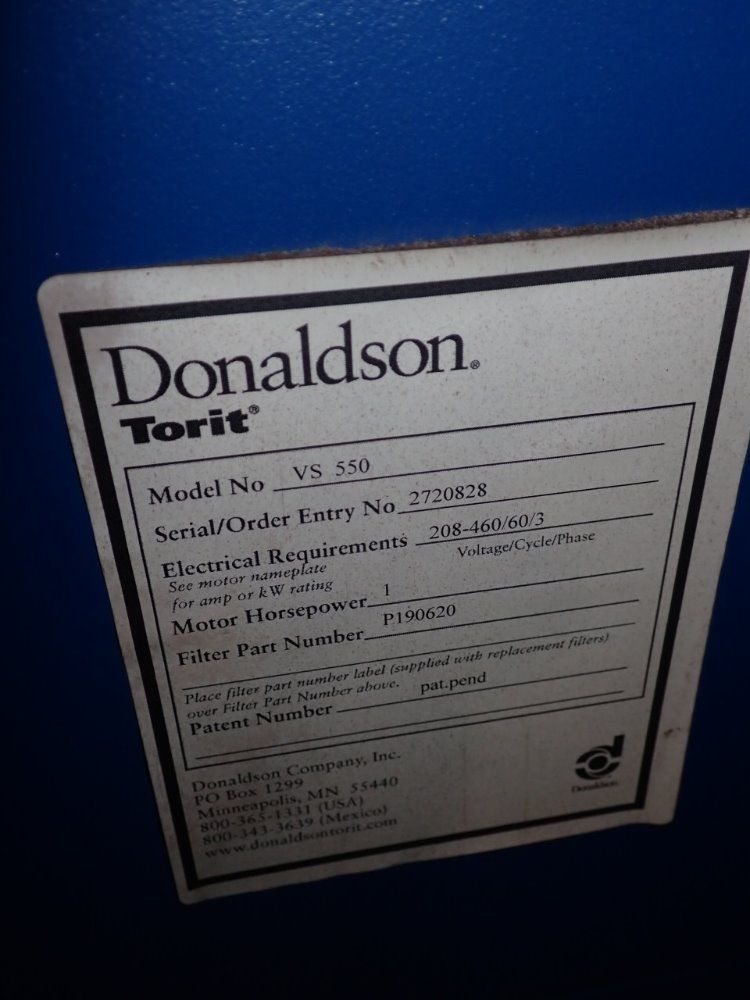 Donaldson®
Torit®
Model No VS 550
Serial/Order Entry No 2720828
Electrical Requirements 208-460/60/3
See motor nameplate Voltage/Cycle/Phase
for amp or kW rating
Motor Horsepower 1
Filter Part Number P190620
Place filter part number label (supplied with replacement filters)
over Filter Part Number above.
Patent Number pat.pend
Donaldson Company, Inc.
PO Box 1299
Minneapolis, MN 55440
800-365-1331 (USA)
800-343-3639 (Mexico)
www.donaldsontorit.com
Donaldson.